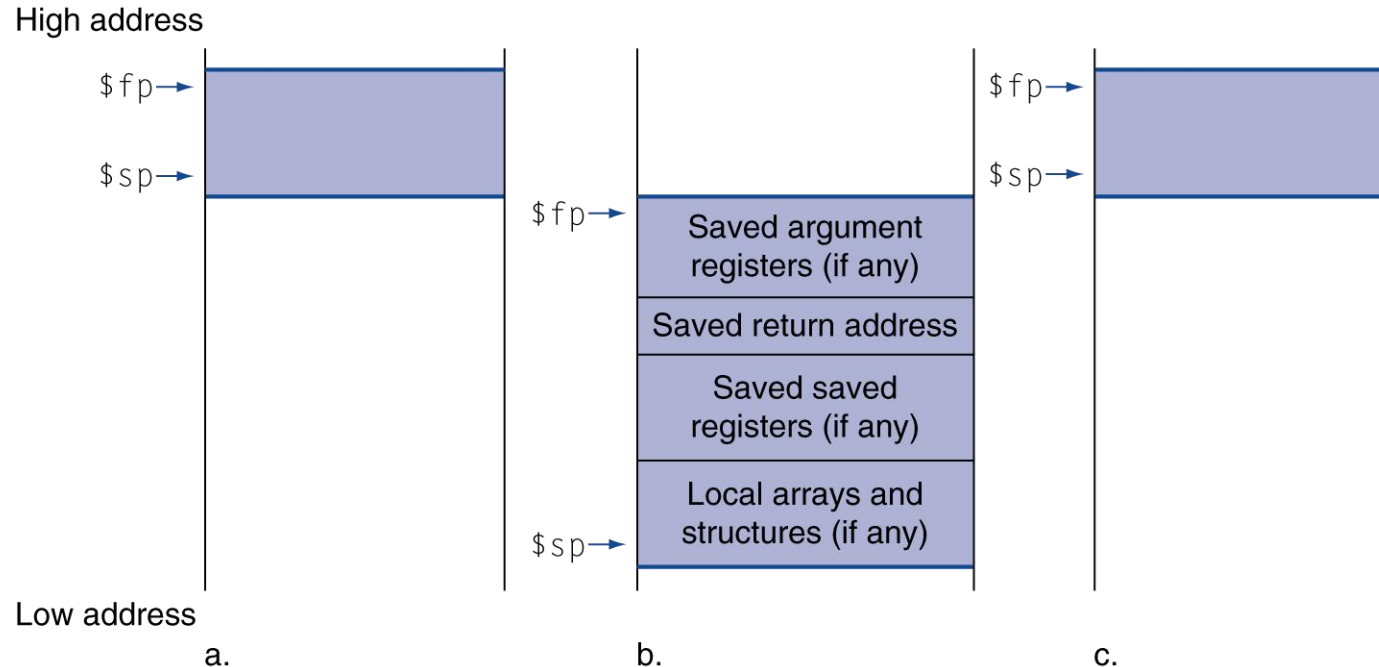 High address
$fp
$sp
$fp
$sp
$fp
Saved argument
registers (if any)
Saved return address
Saved saved
registers (if any)
Local arrays and
structures (if any)
$sp
Low address
a.
b.
c.